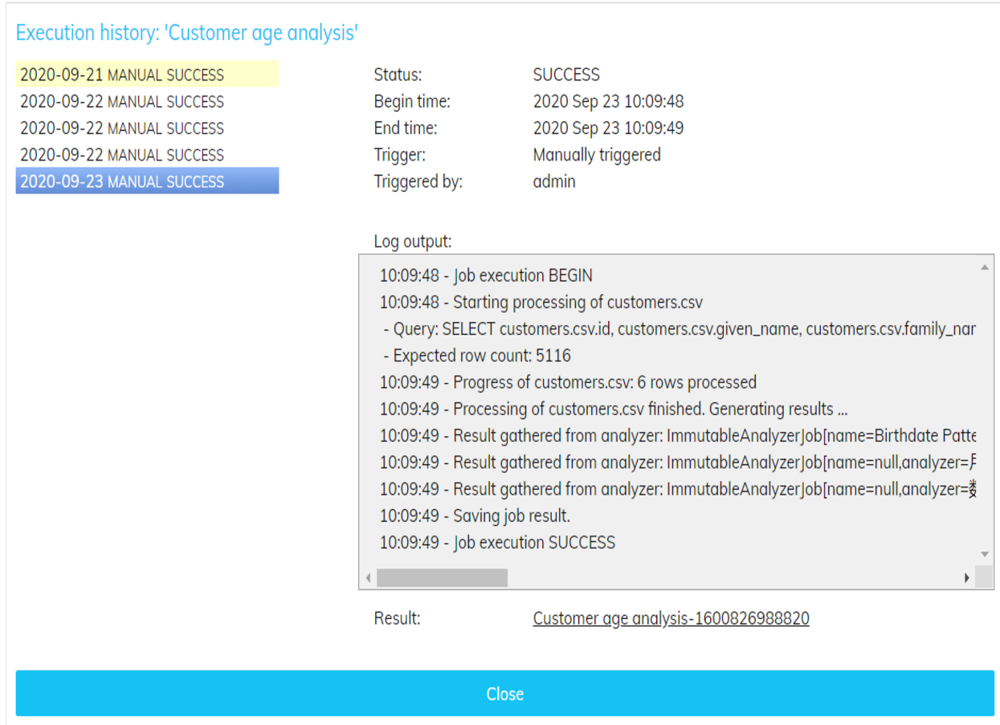 Execution history: 'Customer age analysis'
2020-09-21 MANUAL SUCCESS
2020-09-22 MANUAL SUCCESS
2020-09-22 MANUAL SUCCESS
2020-09-22 MANUAL SUCCESS
2020-09-23 MANUAL SUCCESS
Status: SUCCESS
Begin time: 2020 Sep 23 10:09:48
End time: 2020 Sep 23 10:09:49
Trigger: Manually triggered
Triggered by: admin
Log output:
10:09:48 - Job execution BEGIN
10:09:48 - Starting processing of customers.csv
- Query: SELECT customers.csv.id, customers.csv.given_name, customers.csv.family_nar
- Expected row count: 5116
10:09:49 - Progress of customers.csv: 6 rows processed
10:09:49 - Processing of customers.csv finished. Generating results ...
10:09:49 - Result gathered from analyzer: ImmutableAnalyzerJob[name=Birthdate Patte
10:09:49 - Result gathered from analyzer: ImmutableAnalyzerJob[name=null,analyzer=
10:09:49 - Result gathered from analyzer: ImmutableAnalyzerJob[name=null,analyzer=
10:09:49 - Saving job result.
10:09:49 - Job execution SUCCESS
Result: Customer age analysis-1600826988820
Close